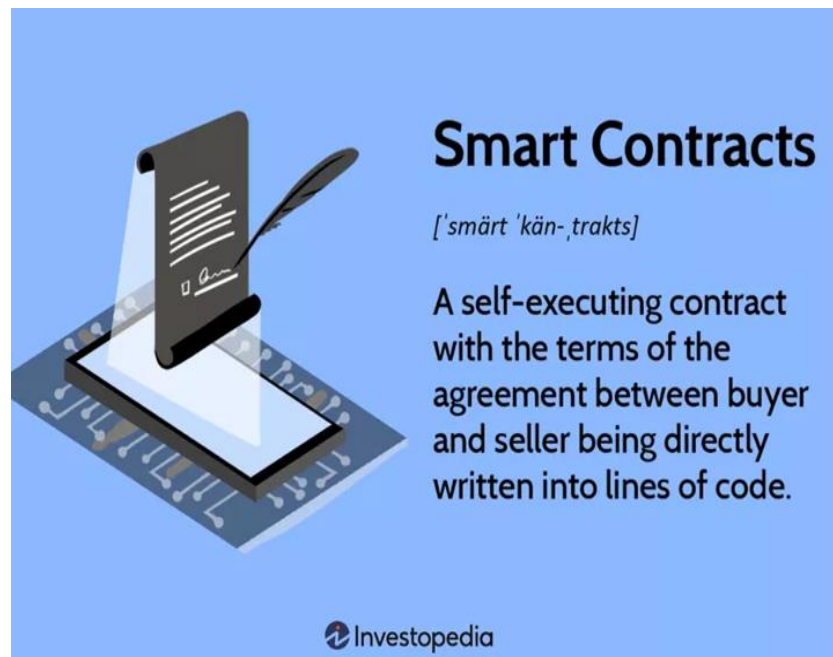 Smart Contracts
[ˈsmärt ˈkän-ˌtrakts]
A self-executing contract
with the terms of the
agreement between buyer
and seller being directly
written into lines of code.
Investopedia